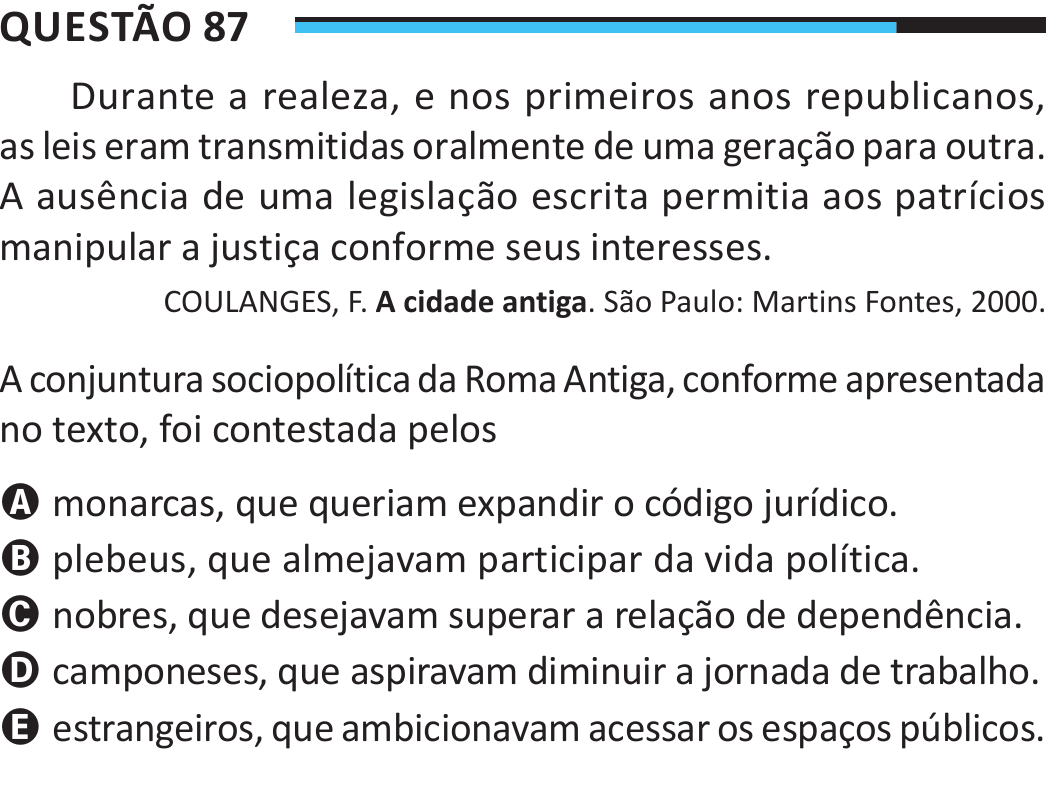 QUESTÃO 87
Durante a realeza, e nos primeiros anos republicanos,
as leis eram transmitidas oralmente de uma geração para outra.
A ausência de uma legislação escrita permitia aos patrícios
manipular a justiça conforme seus interesses.
COULANGES, F. A cidade antiga. São Paulo: Martins Fontes, 2000.
A conjuntura sociopolítica da Roma Antiga, conforme apresentada
no texto, foi contestada pelos
A monarcas, que queriam expandir o código jurídico.
B plebeus, que almejavam participar da vida política.
C nobres, que desejavam superar a relação de dependência.
D camponeses, que aspiravam diminuir a jornada de trabalho.
E estrangeiros, que ambicionavam acessar os espaços públicos.